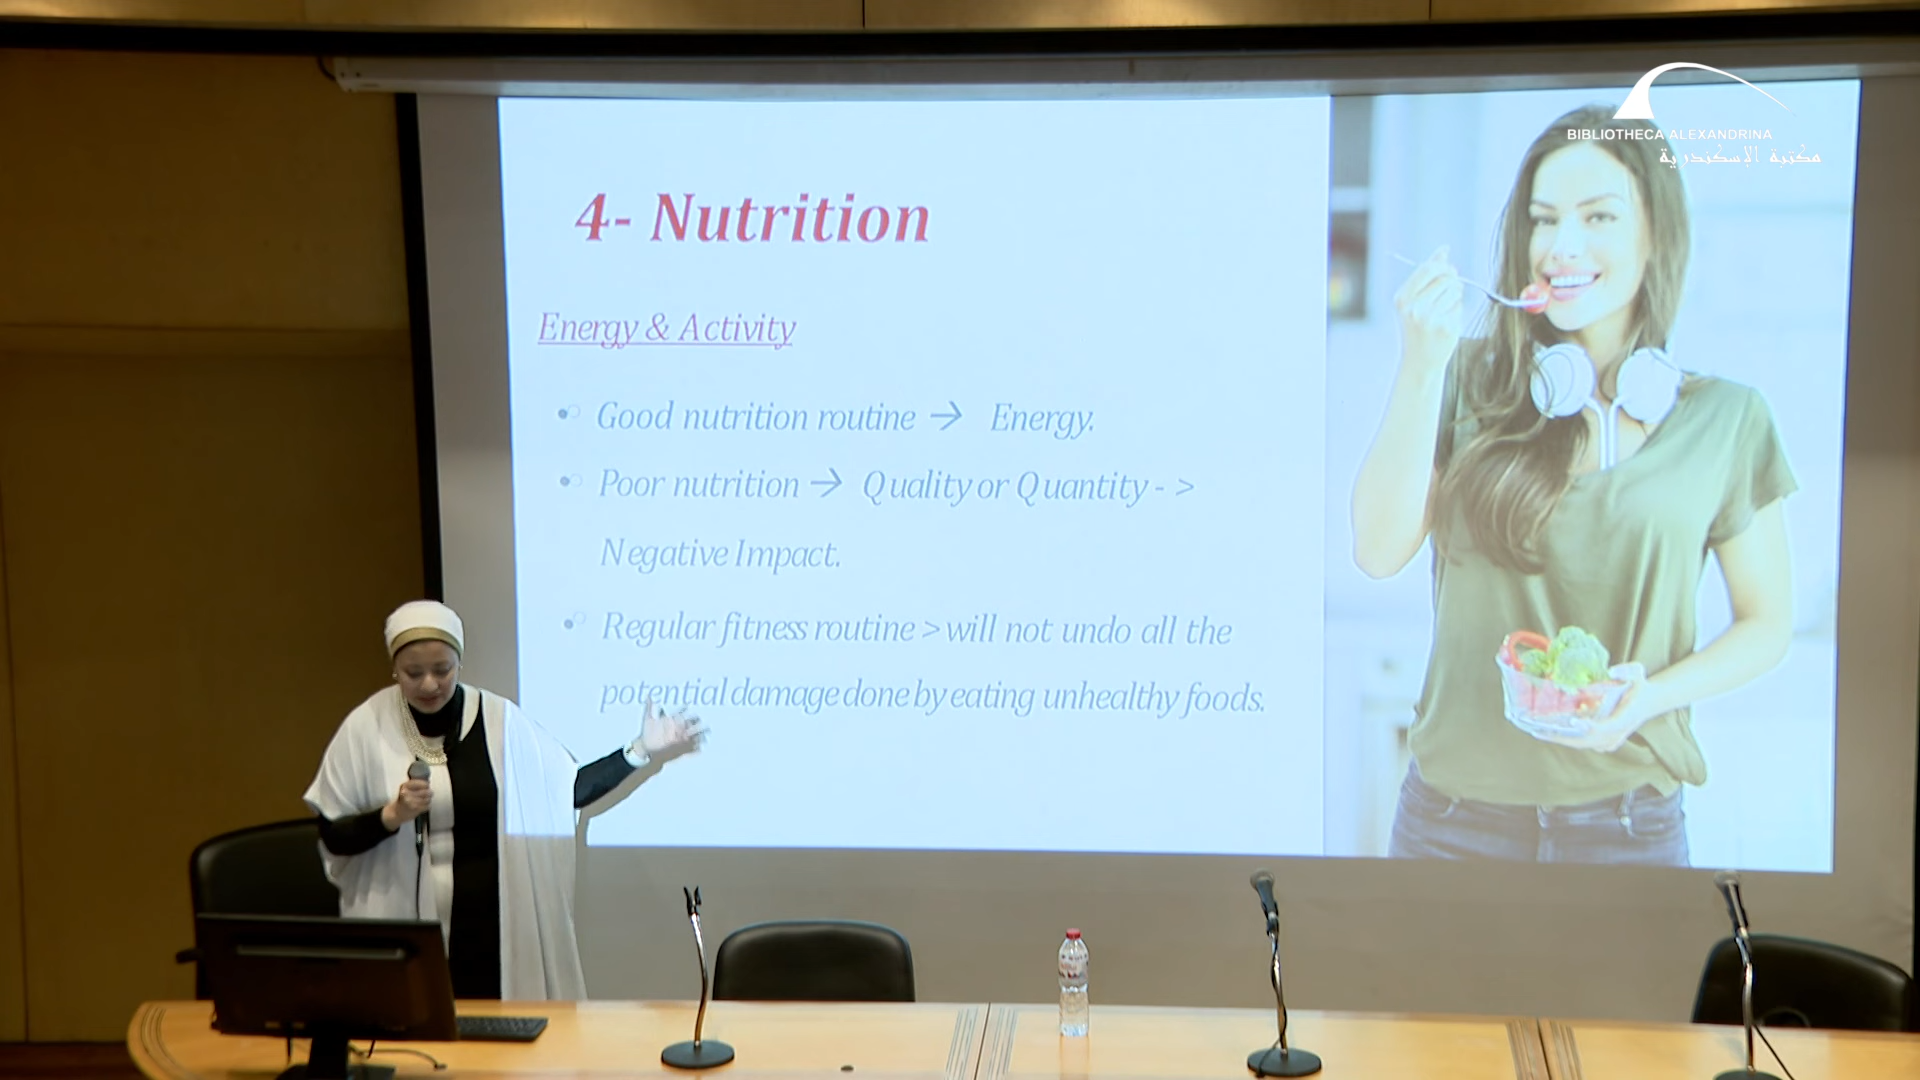 BIBLIOTHECA ALEXANDRINA
مكتبة الإسكندرية
4- Nutrition
Energy & Activity
• Good nutrition routine → Energy.
• Poor nutrition → Quality or Quantity - >
Negative Impact.
• Regular fitness routine > will not undo all the
potential damage done by eating unhealthy foods.